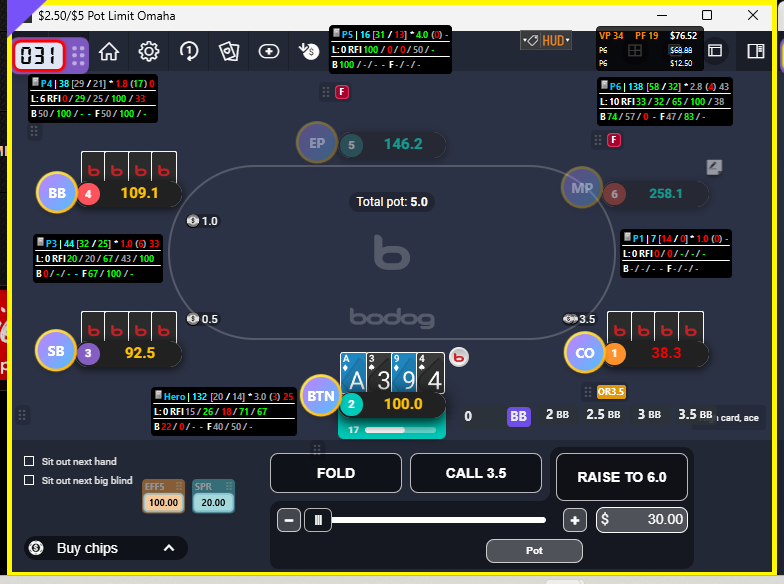 $2.50/$5 Pot Limit Omaha
031
P5 | 16 [31 / 13] * 4.0 (0) -
L: 0 RFI 100 / 0 / 0 / 50 / -
B 100 / - / - - F - / - / -
HUD
VP 34 PF 19 $76.52
P6 $68.88
P6 $12.50
P4 | 38 [29 / 21] * 1.8 (17) 0
L: 6 RFI 0 / 29 / 25 / 100 / 33
B 50 / 100 / - - F 50 / 100 / -
F
P6 | 138 [58 / 32] * 2.8 (4) 43
L: 10 RFI 33 / 32 / 65 / 100 / 38
B 74 / 57 / 0 - F 47 / 83 / -
F
EP 5 146.2
BB 4 109.1
MP 6 258.1
Total pot: 5.0
1.0
P3 | 44 [32 / 25] * 1.0 (6) 33
L: 0 RFI 20 / 20 / 67 / 43 / 100
B 0 / - / - - F 67 / 100 / -
P1 | 7 [14 / 0] * 1.0 (0) -
L: 0 RFI 0 / 0 / - / - / -
B - / - / - - F - / - / -
b
bodog
0.5
3.5
SB 3 92.5
CO 1 38.3
A 3 9 4
A 3 9 4
b
BTN 2 100.0
17
Hero | 132 [20 / 14] * 3.0 (3) 25
L: 0 RFI 15 / 26 / 18 / 71 / 67
B 22 / 0 / - - F 40 / 50 / -
OR3.5
0 BB 2 BB 2.5 BB 3 BB 3.5 BB card, ace
Sit out next hand
Sit out next big blind
EFFS 100.00
SPR 20.00
FOLD
CALL 3.5
RAISE TO 6.0
$ 30.00
Pot
Buy chips